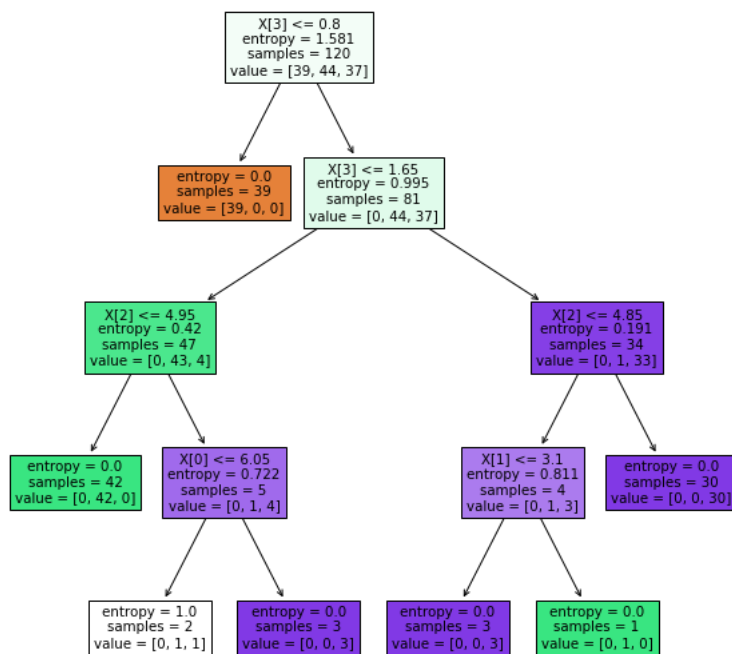 X[3] <= 0.8
entropy = 1.581
samples = 120
value = [39, 44, 37]
entropy = 0.0
samples = 39
value = [39, 0, 0]
X[3] <= 1.65
entropy = 0.995
samples = 81
value = [0, 44, 37]
X[2] <= 4.95
entropy = 0.42
samples = 47
value = [0, 43, 4]
X[2] <= 4.85
entropy = 0.191
samples = 34
value = [0, 1, 33]
entropy = 0.0
samples = 42
value = [0, 42, 0]
X[0] <= 6.05
entropy = 0.722
samples = 5
value = [0, 1, 4]
X[1] <= 3.1
entropy = 0.811
samples = 4
value = [0, 1, 3]
entropy = 0.0
samples = 30
value = [0, 0, 30]
entropy = 1.0
samples = 2
value = [0, 1, 1]
entropy = 0.0
samples = 3
value = [0, 0, 3]
entropy = 0.0
samples = 3
value = [0, 0, 3]
entropy = 0.0
samples = 1
value = [0, 1, 0]